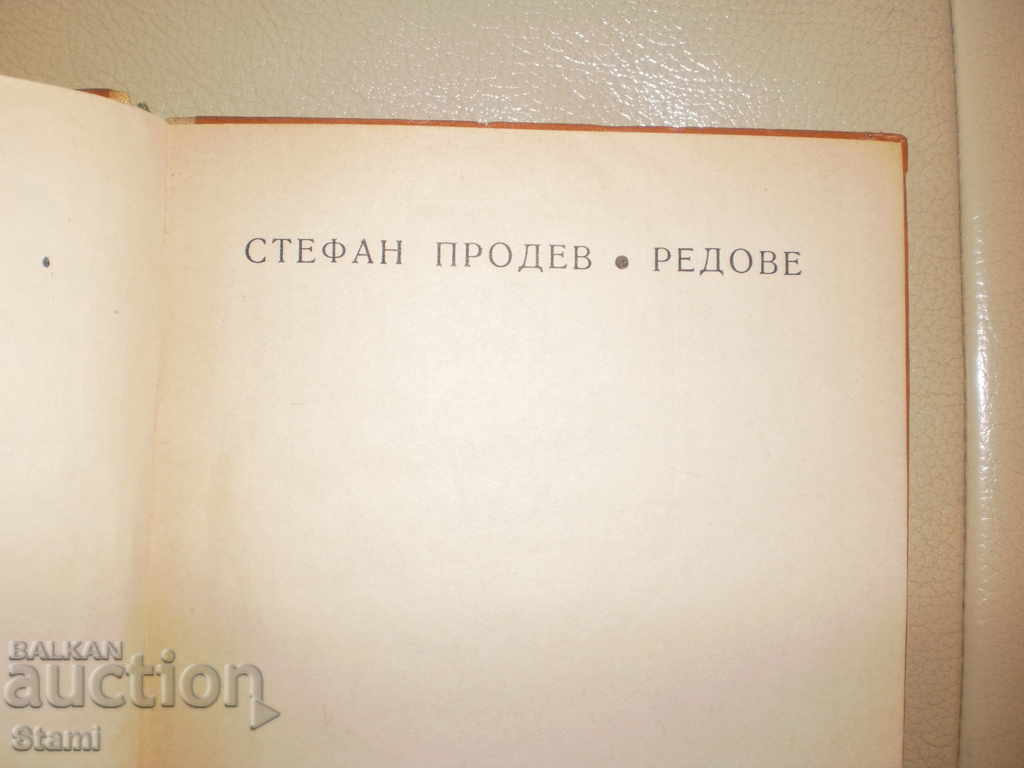 СТЕФАН ПРОДЕВ • РЕДОВЕ
BALKAN
auction
Stami